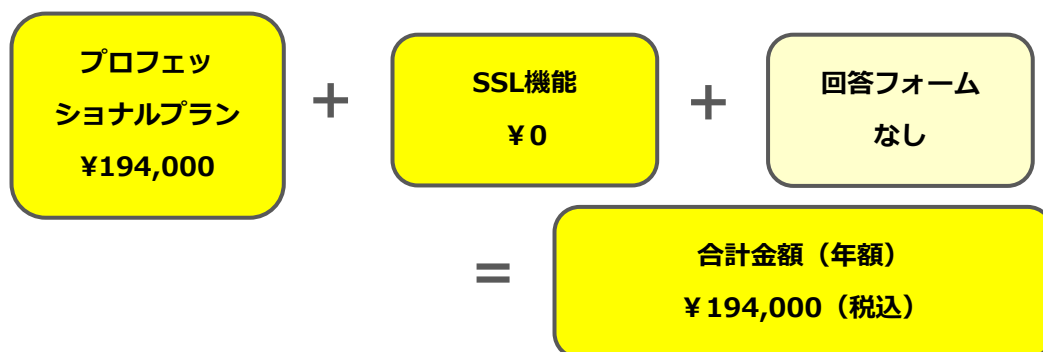 プロフェッ
ショナルプラン
¥194,000
+
SSL機能
¥0
+
回答フォーム
なし
=
合計金額（年額）
¥194,000（税込）